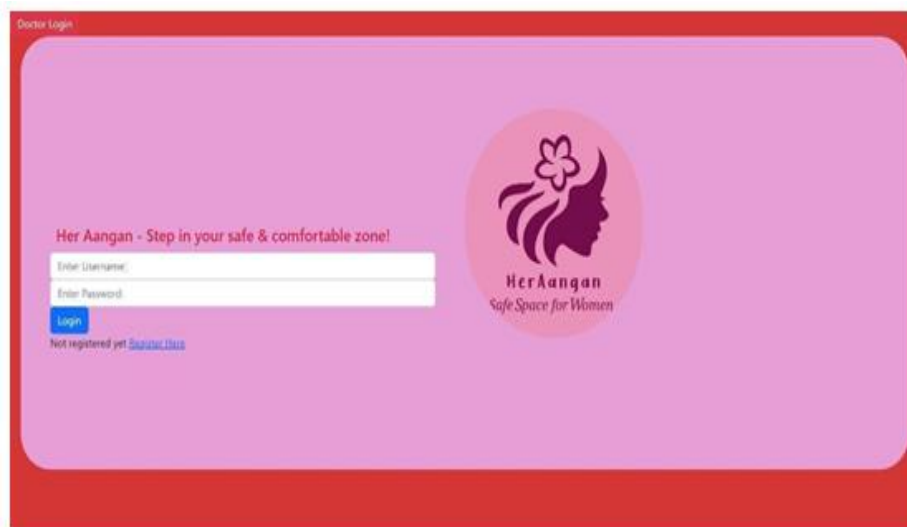 Doctor Login
Her Aangan - Step in your safe & comfortable zone!
Enter Username:
Enter Password:
Login
Not registered yet Register Here
HerAangan
Safe Space for Women